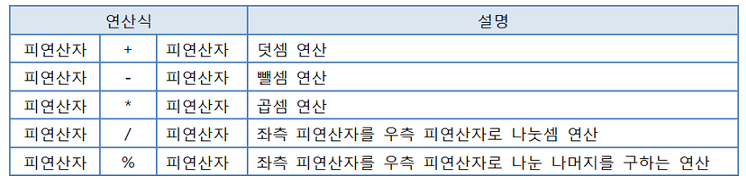 연산식 설명
피연산자 + 피연산자 덧셈 연산
피연산자 - 피연산자 뺄셈 연산
피연산자 * 피연산자 곱셈 연산
피연산자 / 피연산자 좌측 피연산자를 우측 피연산자로 나눗셈 연산
피연산자 % 피연산자 좌측 피연산자를 우측 피연산자로 나눈 나머지를 구하는 연산